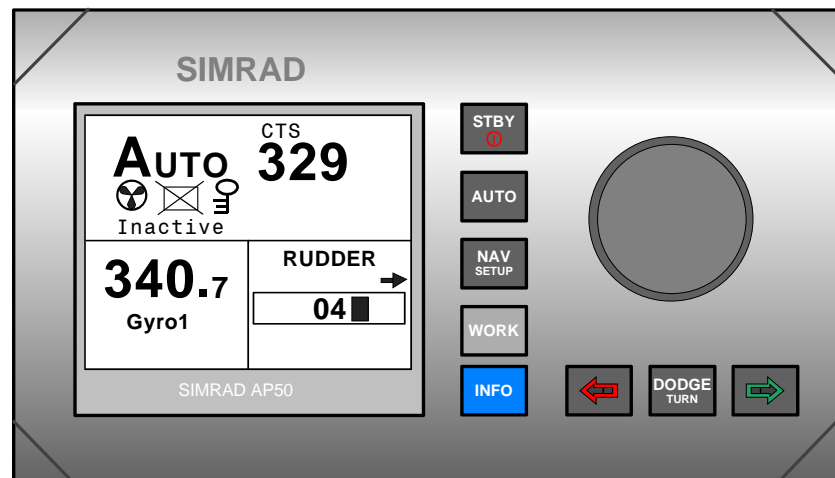 SIMRAD
CTS
AUTO 329
Inactive
340.7
Gyro1
RUDDER
04
SIMRAD AP50
STBY
AUTO
NAV
SETUP
WORK
INFO
DODGE
TURN